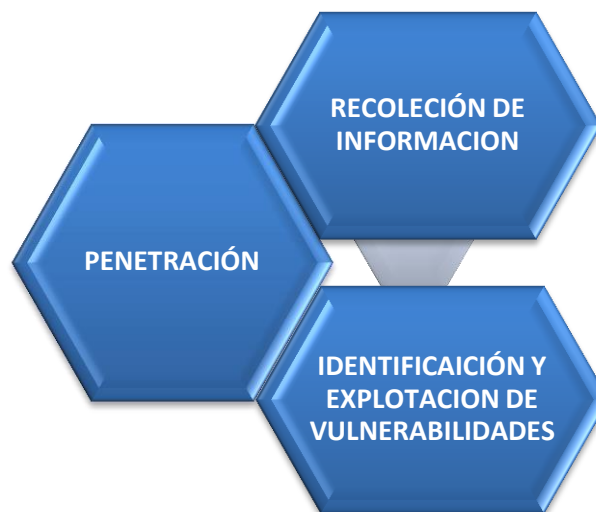 RECOLECIÓN DE
INFORMACION
PENETRACIÓN
IDENTIFICAICIÓN Y
EXPLOTACION DE
VULNERABILIDADES